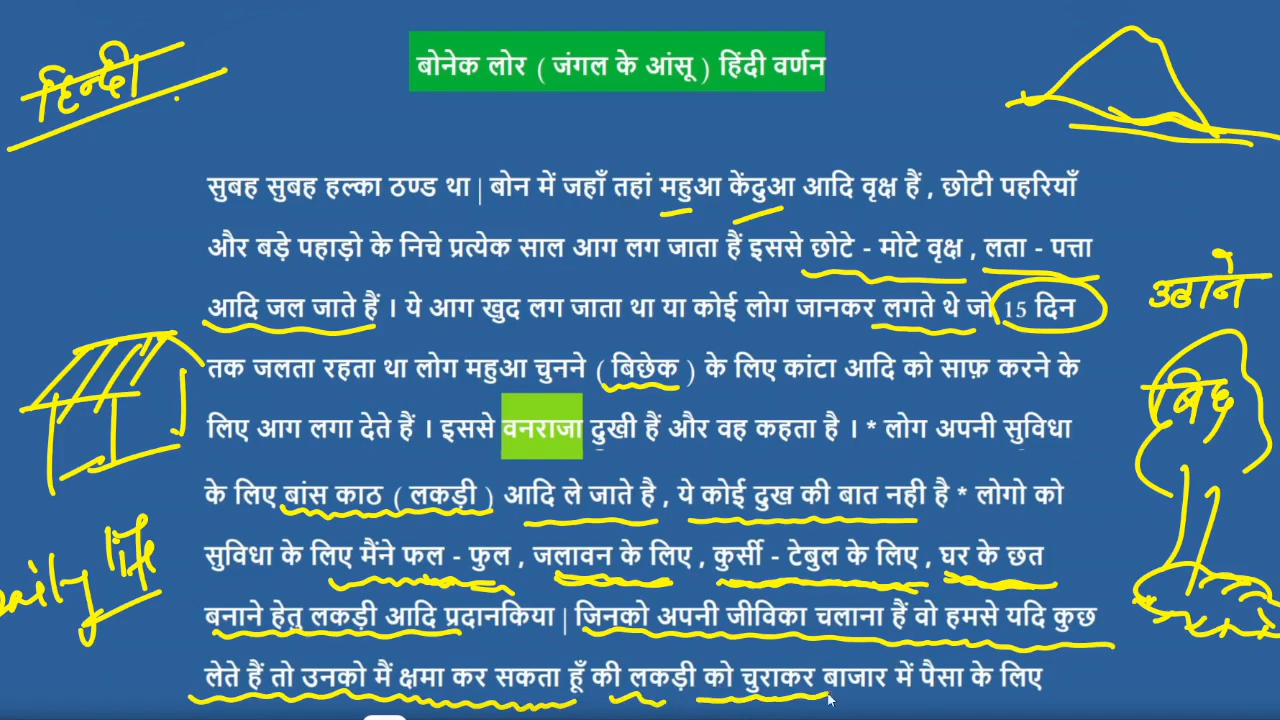 हिन्दी
बोनेक लोर ( जंगल के आंसू ) हिंदी वर्णन
सुबह सुबह हल्का ठण्ड था | बोन में जहाँ तहां महुआ केंदुआ आदि वृक्ष हैं , छोटी पहरियाँ
और बड़े पहाड़ो के निचे प्रत्येक साल आग लग जाता हैं इससे छोटे - मोटे वृक्ष , लता - पत्ता
आदि जल जाते हैं । ये आग खुद लग जाता था या कोई लोग जानकर लगते थे जो 15 दिन
तक जलता रहता था लोग महुआ चुनने ( बिछेक ) के लिए कांटा आदि को साफ़ करने के
लिए आग लगा देते हैं । इससे वनराजा दुखी हैं और वह कहता है । * लोग अपनी सुविधा
के लिए बांस काठ ( लकड़ी ) आदि ले जाते है , ये कोई दुख की बात नही है * लोगो को
सुविधा के लिए मैंने फल - फुल , जलावन के लिए , कुर्सी - टेबुल के लिए , घर के छत
बनाने हेतु लकड़ी आदि प्रदानकिया | जिनको अपनी जीविका चलाना हैं वो हमसे यदि कुछ
लेते हैं तो उनको मैं क्षमा कर सकता हूँ की लकड़ी को चुराकर बाजार में पैसा के लिए
उठाने
बिछ
life